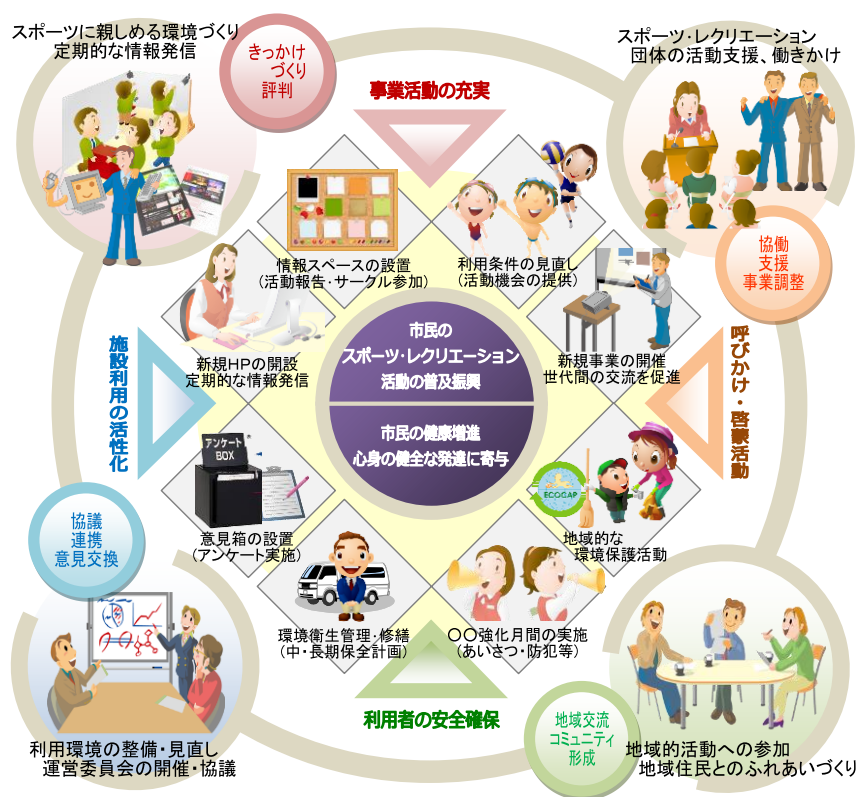 スポーツに親しめる環境づくり
定期的な情報発信
きっかけ
づくり
評判
事業活動の充実
スポーツ・レクリエーション
団体の活動支援、働きかけ
協働
支援
事業調整
情報スペースの設置
(活動報告・サークル参加)
利用条件の見直し
(活動機会の提供)
新規HPの開設
定期的な情報発信
新規事業の開催
世代間の交流を促進
施設利用の活性化
呼びかけ・啓蒙活動
市民の
スポーツ・レクリエーション
活動の普及振興
市民の健康増進
心身の健全な発達に寄与
アンケート
BOX
意見箱の設置
(アンケート実施)
ECOCAP
地域的な
環境保護活動
環境衛生管理・修繕
(中・長期保全計画)
〇〇強化月間の実施
(あいさつ・防犯等)
協議
連携
意見交換
利用者の安全確保
地域交流
コミュニティ
形成
利用環境の整備・見直し
運営委員会の開催・協議
地域的活動への参加
地域住民とのふれあいづくり